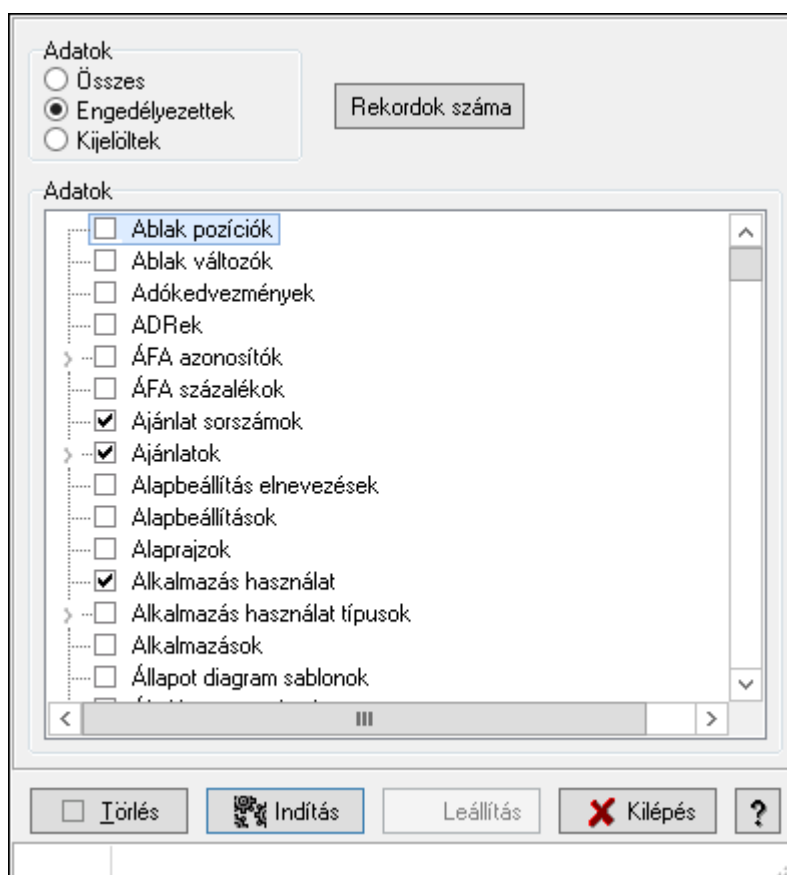 Adatok
Összes
Engedélyezettek
Kijelöltek
Rekordok száma
Adatok
Ablak pozíciók
Ablak változók
Adókedvezmények
ADRek
ÁFA azonosítók
ÁFA százalékok
Ajánlat sorszámok
Ajánlatok
Alapbeállítás elnevezések
Alapbeállítások
Alaprajzok
Alkalmazás használat
Alkalmazás használat típusok
Alkalmazások
Állapot diagram sablonok
Törlés Indítás Leállítás Kilépés ?